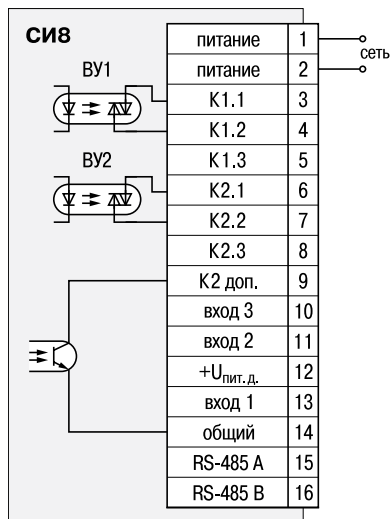 СИ8
ВУ1
ВУ2
питание 1
питание 2
сеть
К1.1 3
К1.2 4
К1.3 5
К2.1 6
К2.2 7
К2.3 8
К2 доп. 9
вход 3 10
вход 2 11
+Uпит. д. 12
вход 1 13
общий 14
RS-485 A 15
RS-485 B 16